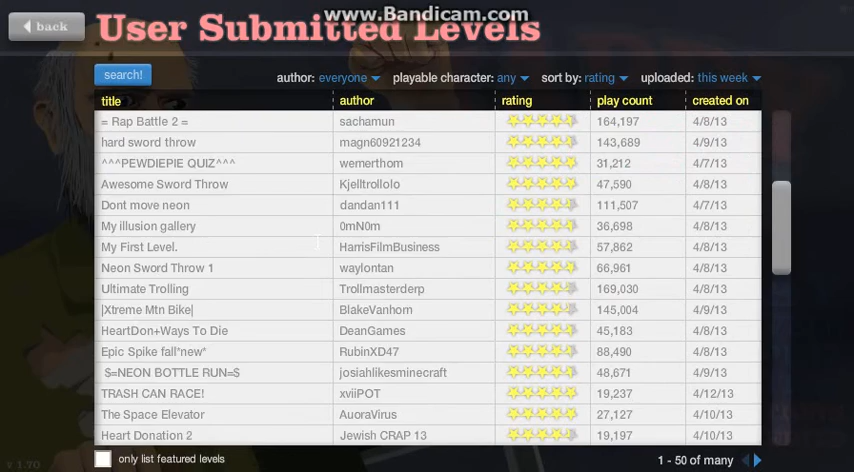 www.Bandicam.com
back
User Submitted Levels
search!
author: everyone playable character: any sort by: rating uploaded: this week
title author rating play count created on
= Rap Battle 2 = sachamun 164,197 4/8/13
hard sword throw magn60921234 143,689 4/9/13
^^^PEWDIEPIE QUIZ^^^ wernerthom 31,212 4/7/13
Awesome Sword Throw Kjelltrollolo 47,590 4/8/13
Dont move neon dandan111 111,507 4/7/13
My illusion gallery 0mN0m 36,698 4/8/13
My First Level. HarrisFilmBusiness 57,862 4/8/13
Neon Sword Throw 1 waylontan 66,961 4/8/13
Ultimate Trolling Trollmasterderp 169,030 4/8/13
|Xtreme Mtn Bike| BlakeVanhorn 145,004 4/9/13
HeartDon+Ways To Die DeanGames 45,183 4/8/13
Epic Spike fall*new* RubinXD47 88,490 4/8/13
$=NEON BOTTLE RUN=$ josiahlikesminecraft 48,671 4/9/13
TRASH CAN RACE! xviiPOT 19,237 4/12/13
The Space Elevator AuoraVirus 27,127 4/10/13
Heart Donation 2 Jewish CRAP 13 19,197 4/10/13
only list featured levels 1 - 50 of many
v 1.70